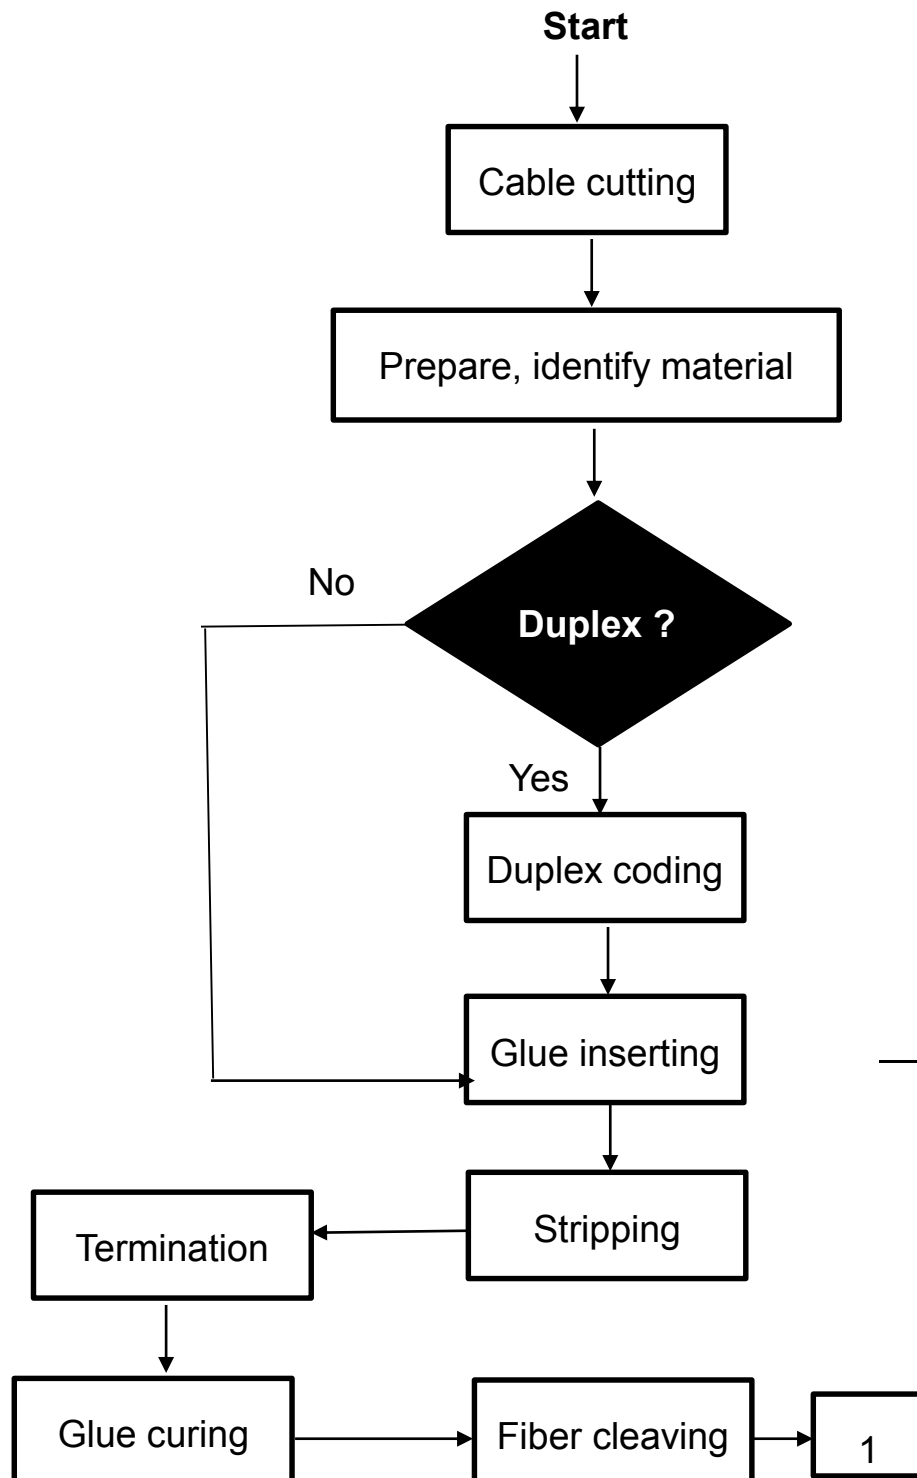 Start
Cable cutting
Prepare, identify material
No
Duplex ?
Yes
Duplex coding
Glue inserting
Stripping
Termination
Glue curing
Fiber cleaving
1